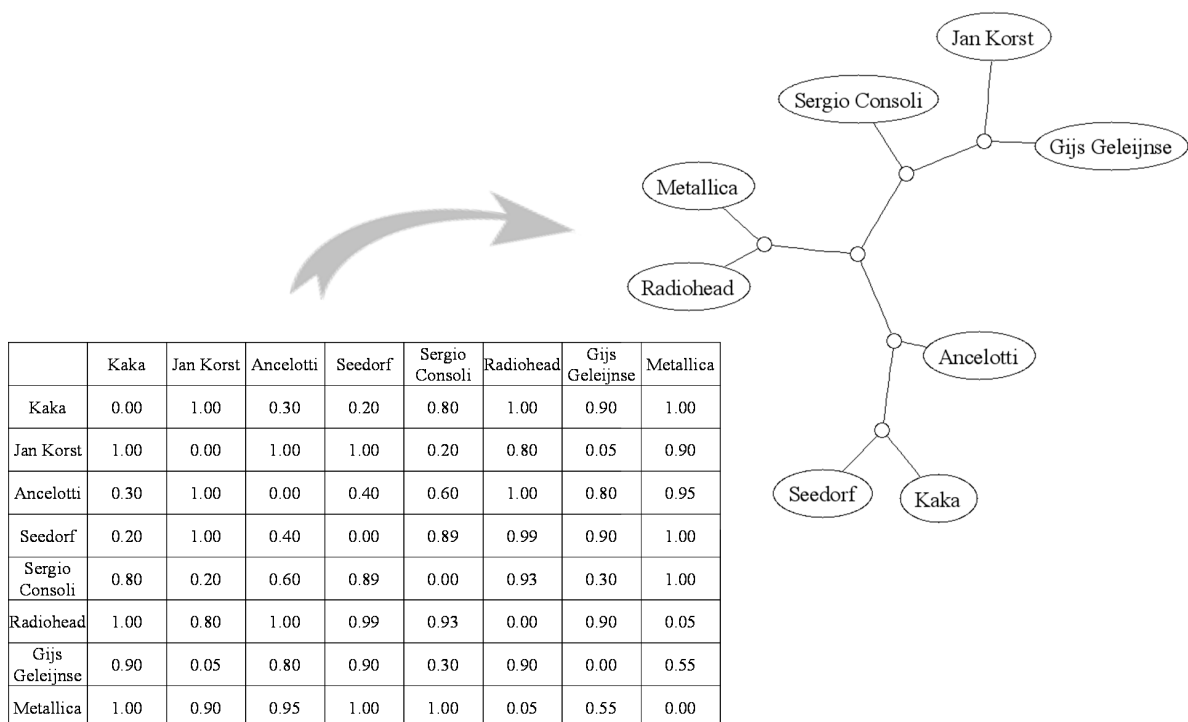 Jan Korst
Sergio Consoli
Gijs Geleijnse
Metallica
Radiohead
Ancelotti
Seedorf
Kaka
Kaka Jan Korst Ancelotti Seedorf Sergio Consoli Radiohead Gijs Geleijnse Metallica
Kaka 0.00 1.00 0.30 0.20 0.80 1.00 0.90 1.00
Jan Korst 1.00 0.00 1.00 1.00 0.20 0.80 0.05 0.90
Ancelotti 0.30 1.00 0.00 0.40 0.60 1.00 0.80 0.95
Seedorf 0.20 1.00 0.40 0.00 0.89 0.99 0.90 1.00
Sergio Consoli 0.80 0.20 0.60 0.89 0.00 0.93 0.30 1.00
Radiohead 1.00 0.80 1.00 0.99 0.93 0.00 0.90 0.05
Gijs Geleijnse 0.90 0.05 0.80 0.90 0.30 0.90 0.00 0.55
Metallica 1.00 0.90 0.95 1.00 1.00 0.05 0.55 0.00